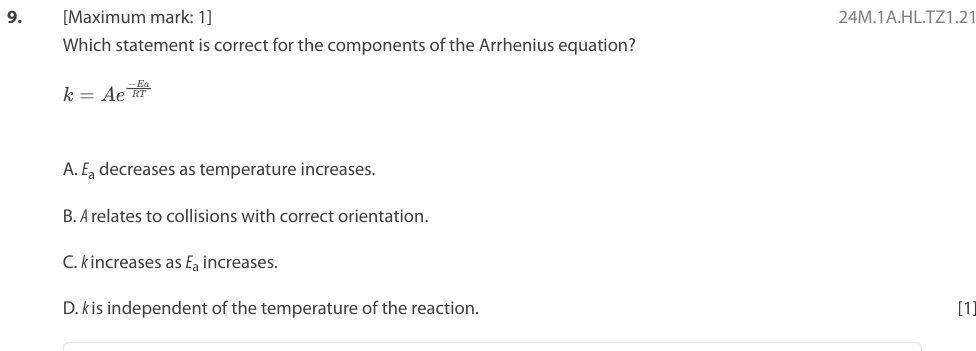 9. [Maximum mark: 1] 24M.1A.HL.TZ1.21
Which statement is correct for the components of the Arrhenius equation?
k = Ae^{\frac{-Ea}{RT}}
A. Eₐ decreases as temperature increases.
B. A relates to collisions with correct orientation.
C. k increases as Eₐ increases.
D. k is independent of the temperature of the reaction. [1]